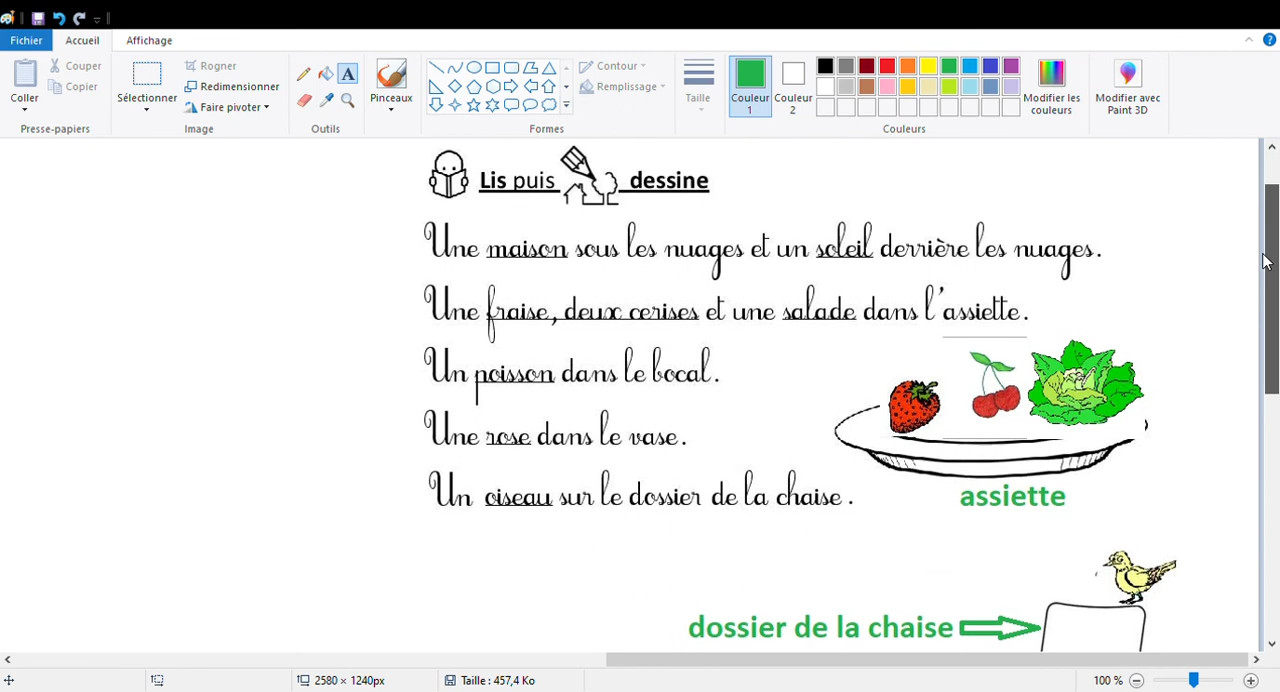 Fichier Accueil Affichage
Coller
Couper
Copier
Presse-papiers
Sélectionner
Rogner
Redimensionner
Faire pivoter
Image
A
Outils
Pinceaux
Formes
Contour
Remplissage
Taille
Couleur 1
Couleur 2
Couleurs
Modifier les couleurs
Modifier avec Paint 3D
Lis puis dessine
Une maison sous les nuages et un soleil derrière les nuages.
Une fraise, deux cerises et une salade dans l'assiette.
Un poisson dans le bocal.
Une rose dans le vase.
Un oiseau sur le dossier de la chaise.
assiette
dossier de la chaise
2580 × 1240px
Taille : 457,4 Ko
100 %